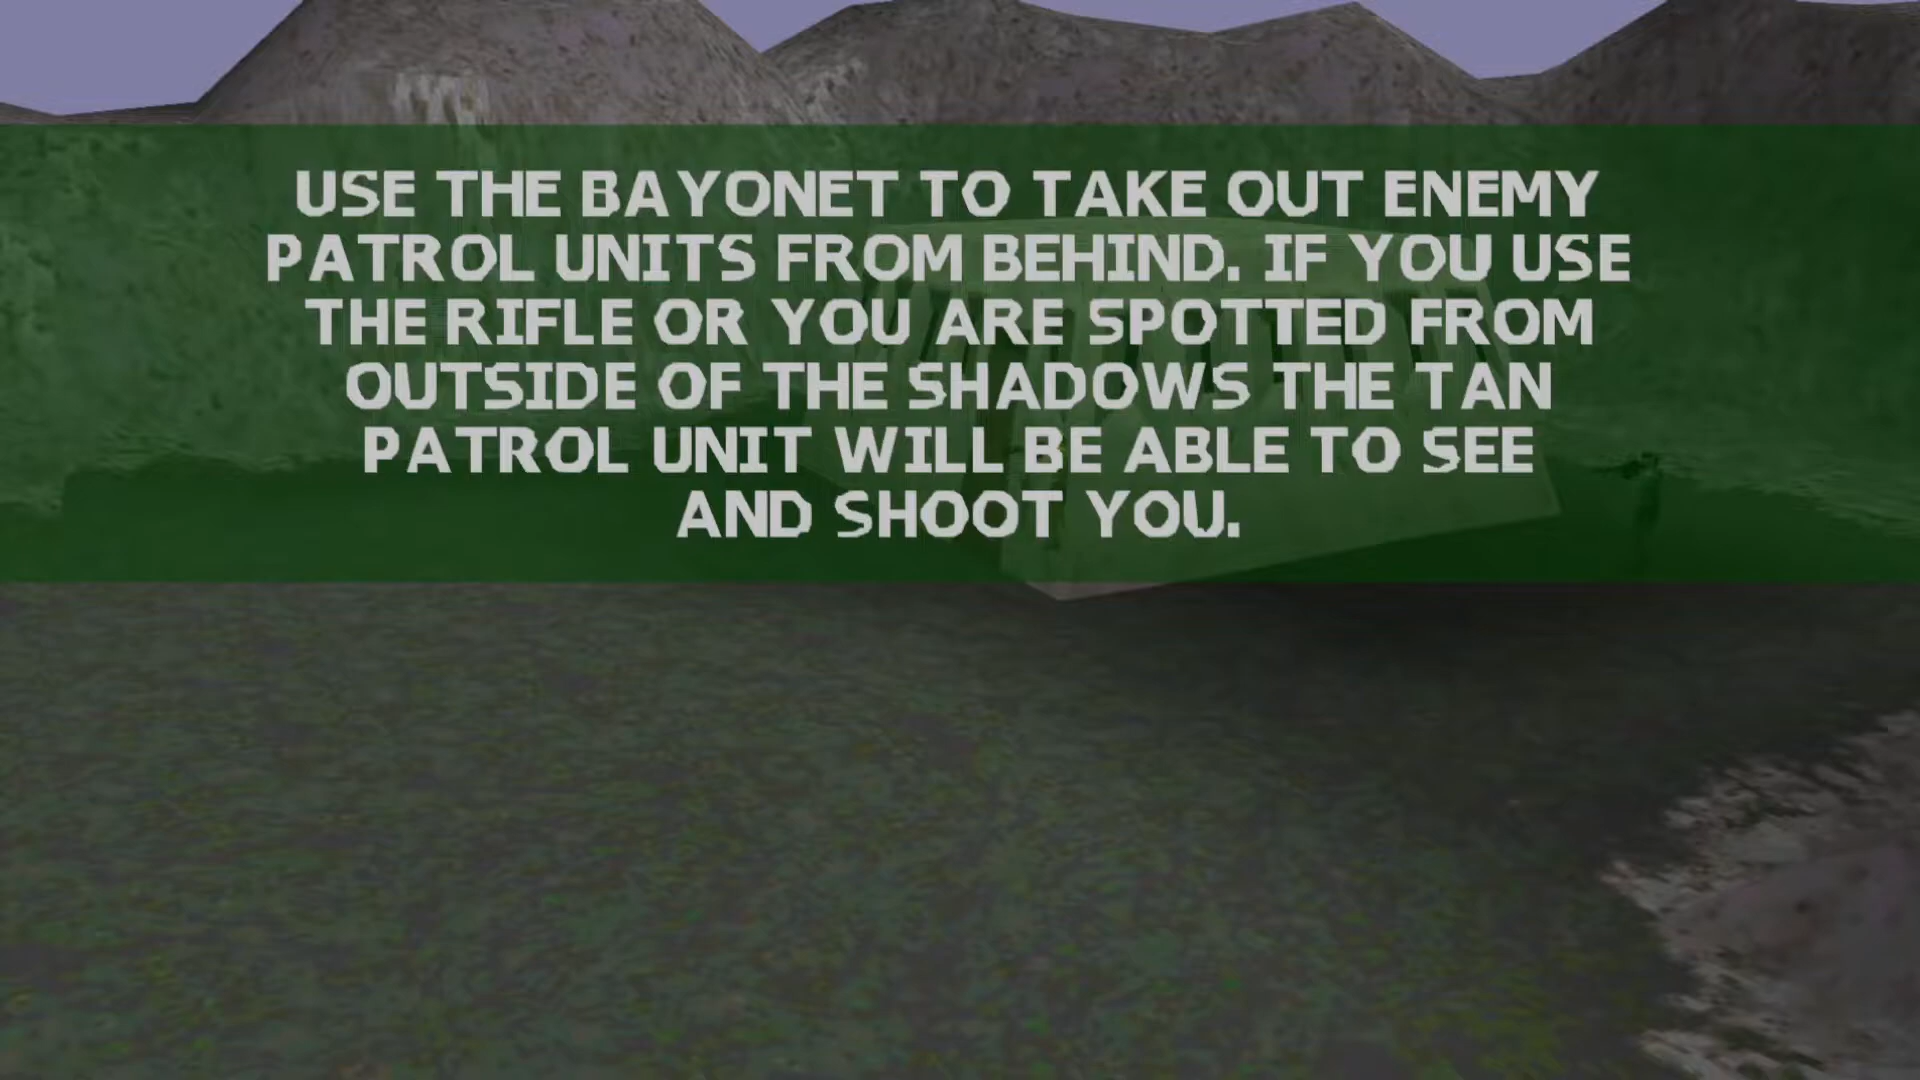 USE THE BAYONET TO TAKE OUT ENEMY
PATROL UNITS FROM BEHIND. IF YOU USE
THE RIFLE OR YOU ARE SPOTTED FROM
OUTSIDE OF THE SHADOWS THE TAN
PATROL UNIT WILL BE ABLE TO SEE
AND SHOOT YOU.